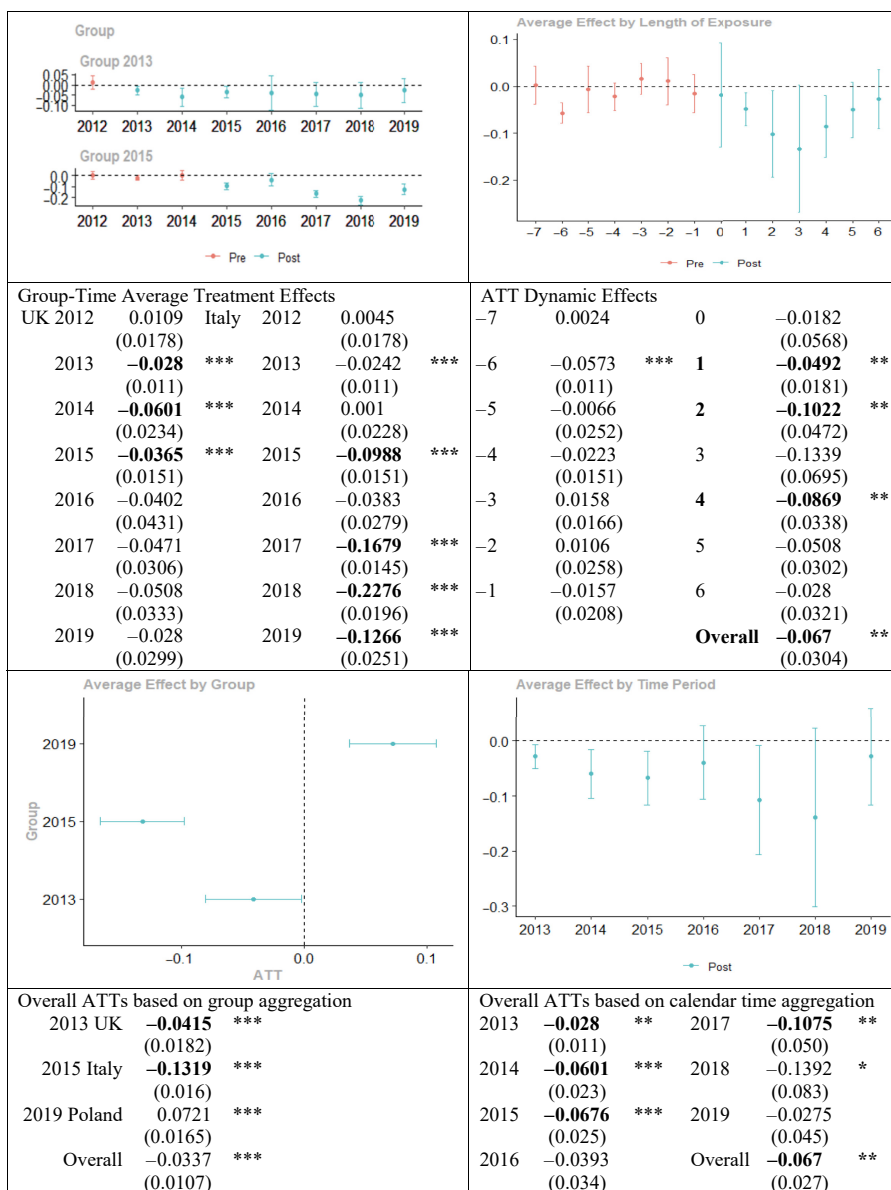 Group
Group 2013
0.05
0.00
−0.05
−0.10
2012 2013 2014 2015 2016 2017 2018 2019
Group 2015
0.0
−0.1
−0.2
2012 2013 2014 2015 2016 2017 2018 2019
Pre Post
Average Effect by Length of Exposure
0.1
0.0
−0.1
−0.2
−7 −6 −5 −4 −3 −2 −1 0 1 2 3 4 5 6
Pre Post
Group-Time Average Treatment Effects
UK 2012 0.0109 Italy 2012 0.0045
(0.0178) (0.0178)
2013 −0.028 *** 2013 −0.0242 ***
(0.011) (0.011)
2014 −0.0601 *** 2014 0.001
(0.0234) (0.0228)
2015 −0.0365 *** 2015 −0.0988 ***
(0.0151) (0.0151)
2016 −0.0402 2016 −0.0383
(0.0431) (0.0279)
2017 −0.0471 2017 −0.1679 ***
(0.0306) (0.0145)
2018 −0.0508 2018 −0.2276 ***
(0.0333) (0.0196)
2019 −0.028 2019 −0.1266 ***
(0.0299) (0.0251)
ATT Dynamic Effects
−7 0.0024 0 −0.0182
(0.0568)
−6 −0.0573 *** 1 −0.0492 **
(0.011) (0.0181)
−5 −0.0066 2 −0.1022 **
(0.0252) (0.0472)
−4 −0.0223 3 −0.1339
(0.0151) (0.0695)
−3 0.0158 4 −0.0869 **
(0.0166) (0.0338)
−2 0.0106 5 −0.0508
(0.0258) (0.0302)
−1 −0.0157 6 −0.028
(0.0208) (0.0321)
Overall −0.067 **
(0.0304)
Average Effect by Group
Group
2019
2015
2013
−0.1 0.0 0.1
ATT
Average Effect by Time Period
0.0
−0.1
−0.2
−0.3
2013 2014 2015 2016 2017 2018 2019
Post
Overall ATTs based on group aggregation
2013 UK −0.0415 ***
(0.0182)
2015 Italy −0.1319 ***
(0.016)
2019 Poland 0.0721 ***
(0.0165)
Overall −0.0337 ***
(0.0107)
Overall ATTs based on calendar time aggregation
2013 −0.028 ** 2017 −0.1075 **
(0.011) (0.050)
2014 −0.0601 *** 2018 −0.1392 *
(0.023) (0.083)
2015 −0.0676 *** 2019 −0.0275
(0.025) (0.045)
2016 −0.0393 Overall −0.067 **
(0.034) (0.027)